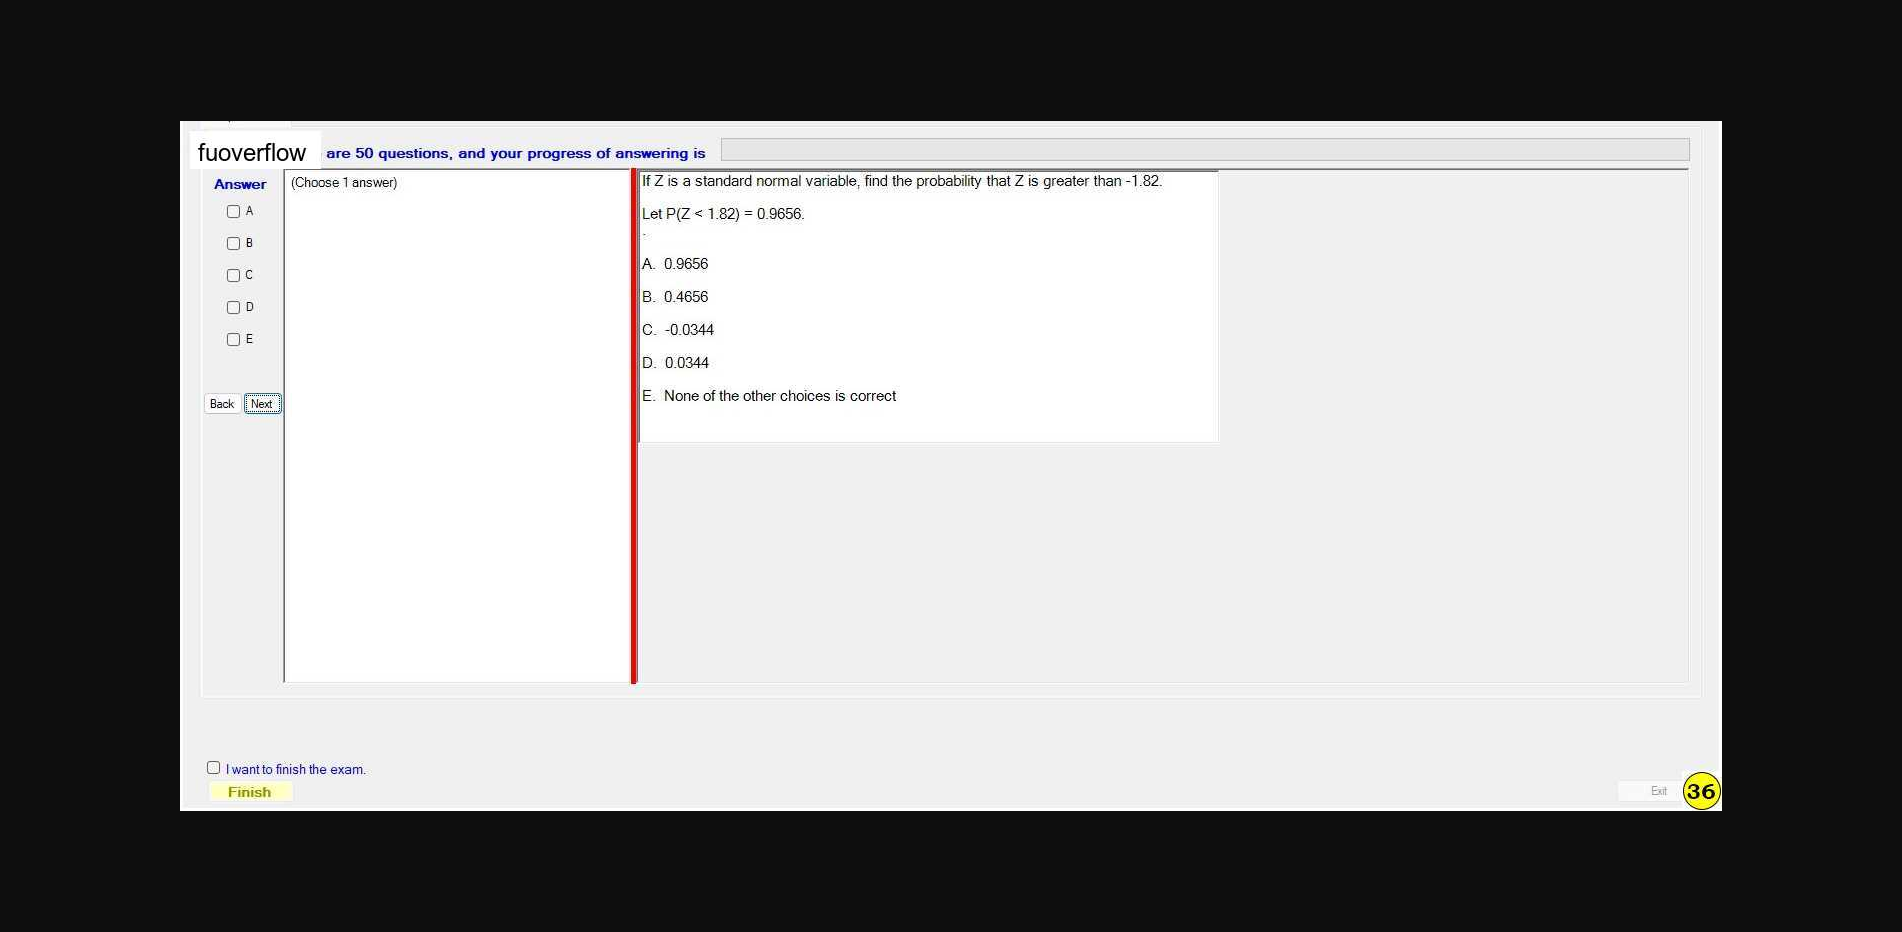 fuoverflow are 50 questions, and your progress of answering is
Answer
(Choose 1 answer)
A
B
C
D
E
Back Next
If Z is a standard normal variable, find the probability that Z is greater than -1.82.
Let P(Z < 1.82) = 0.9656.
.
A. 0.9656
B. 0.4656
C. -0.0344
D. 0.0344
E. None of the other choices is correct
I want to finish the exam.
Finish
Exit
36